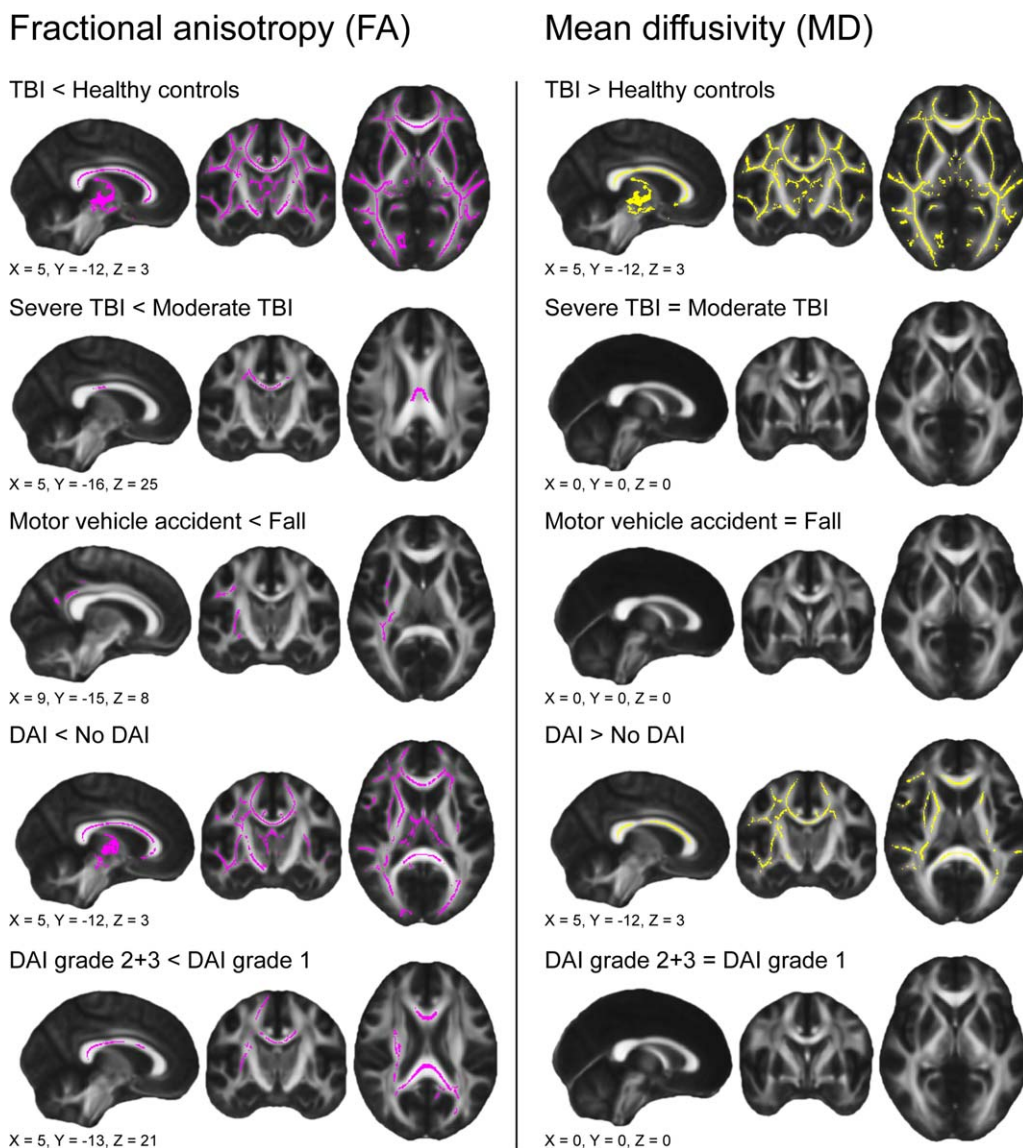 Fractional anisotropy (FA)
TBI < Healthy controls
X = 5, Y = -12, Z = 3
Severe TBI < Moderate TBI
X = 5, Y = -16, Z = 25
Motor vehicle accident < Fall
X = 9, Y = -15, Z = 8
DAI < No DAI
X = 5, Y = -12, Z = 3
DAI grade 2+3 < DAI grade 1
X = 5, Y = -13, Z = 21
Mean diffusivity (MD)
TBI > Healthy controls
X = 5, Y = -12, Z = 3
Severe TBI = Moderate TBI
X = 0, Y = 0, Z = 0
Motor vehicle accident = Fall
X = 0, Y = 0, Z = 0
DAI > No DAI
X = 5, Y = -12, Z = 3
DAI grade 2+3 = DAI grade 1
X = 0, Y = 0, Z = 0